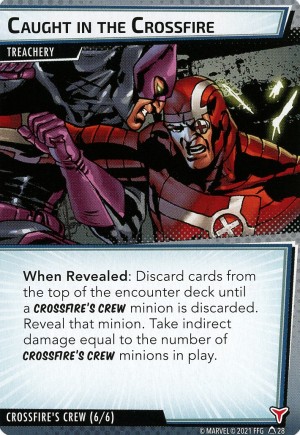 CAUGHT IN THE CROSSFIRE
TREACHERY
When Revealed: Discard cards from
the top of the encounter deck until
a CROSSFIRE'S CREW minion is discarded.
Reveal that minion. Take indirect
damage equal to the number of
CROSSFIRE'S CREW minions in play.
CROSSFIRE'S CREW (6/6)
© MARVEL © 2021 FFG 28